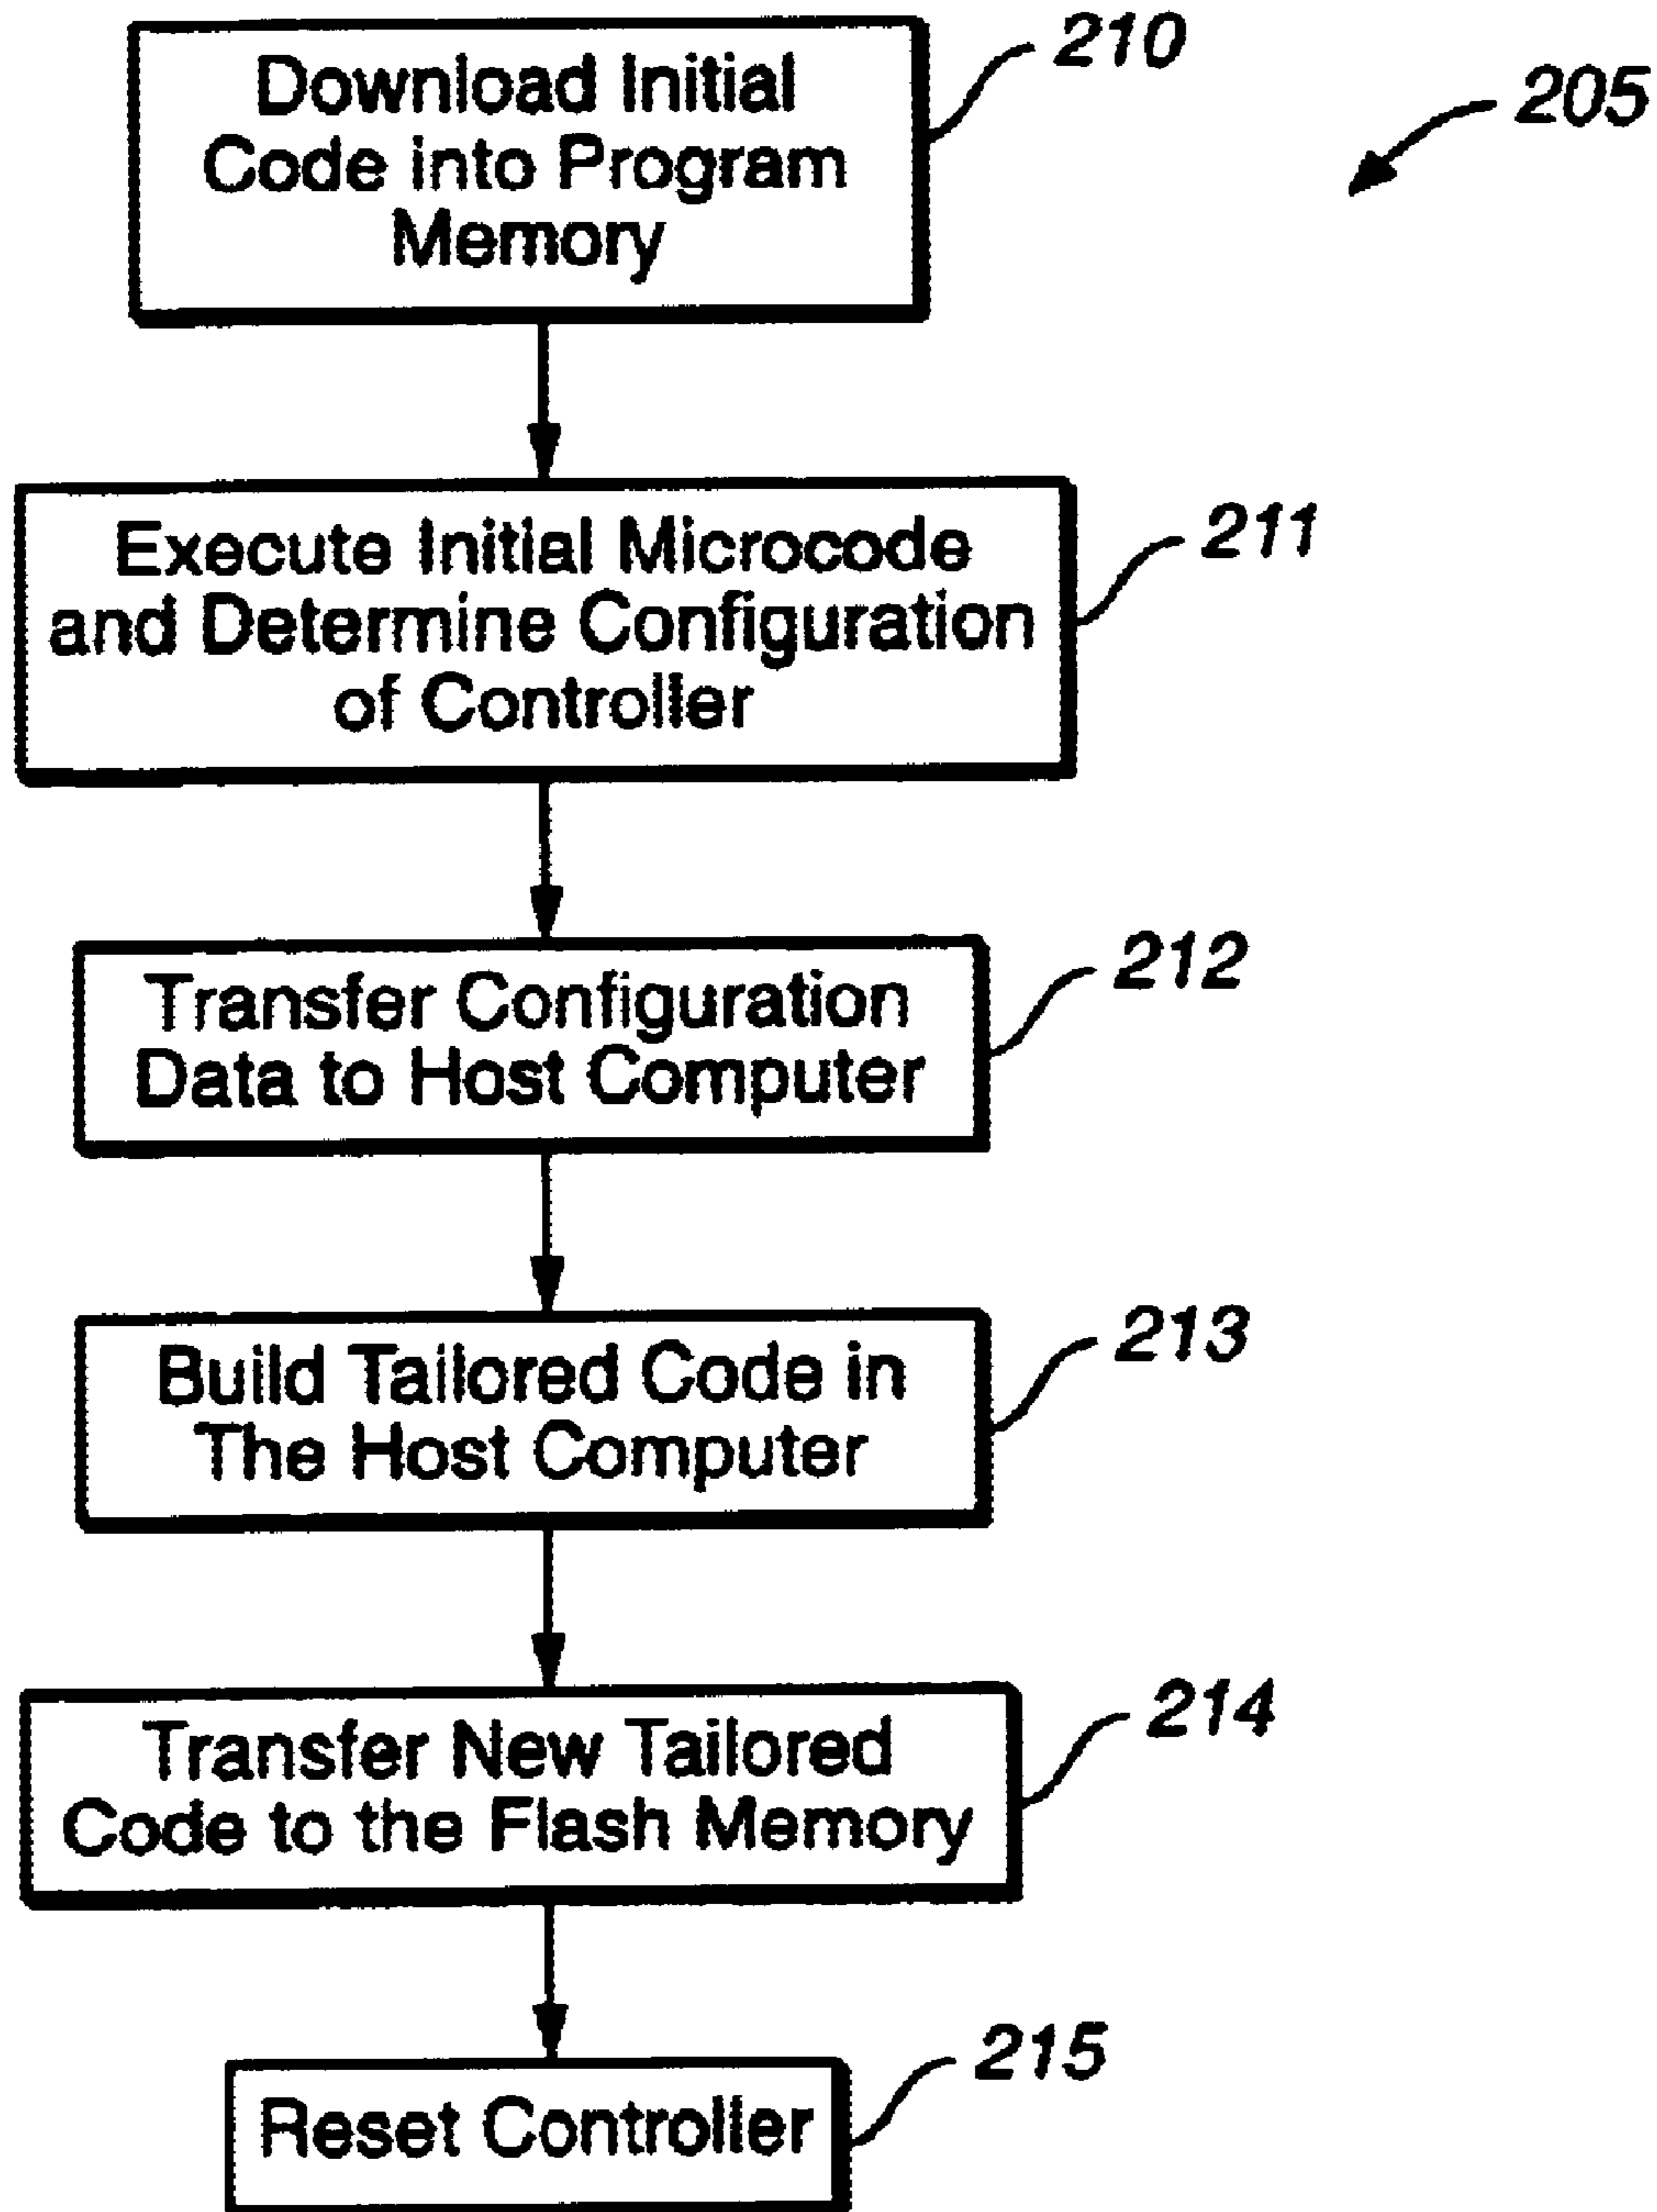 210
205
Download Initial
Code into Program
Memory
211
Execute Initial Microcode
and Determine Configuration
of Controller
212
Transfer Configuration
Data to Host Computer
213
Build Tailored Code in
The Host Computer
214
Transfer New Tailored
Code to the Flash Memory
215
Reset Controller